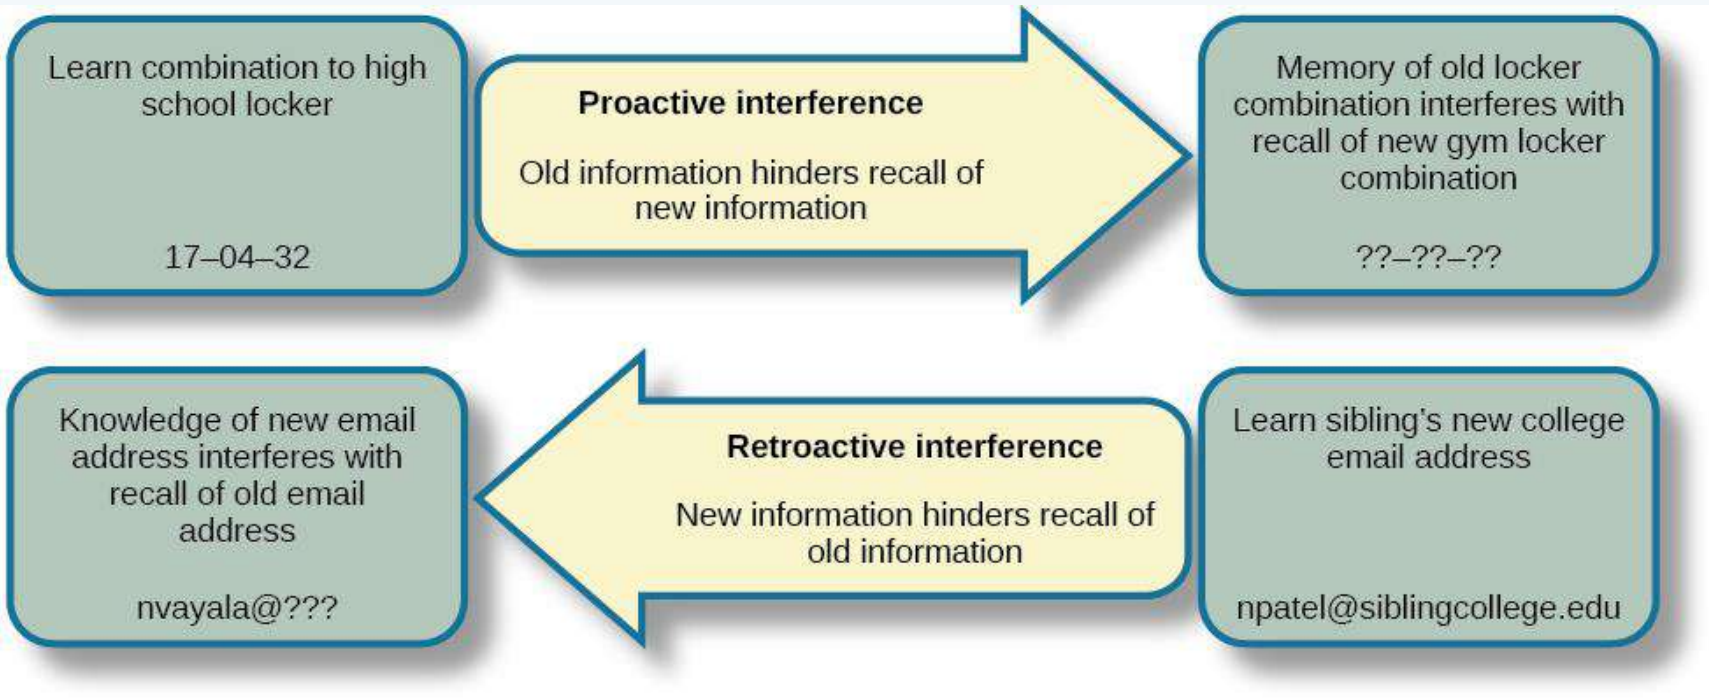 Learn combination to high
school locker
17–04–32
Proactive interference
Old information hinders recall of
new information
Memory of old locker
combination interferes with
recall of new gym locker
combination
??–??–??
Knowledge of new email
address interferes with
recall of old email
address
nvayala@???
Retroactive interference
New information hinders recall of
old information
Learn sibling’s new college
email address
npatel@siblingcollege.edu